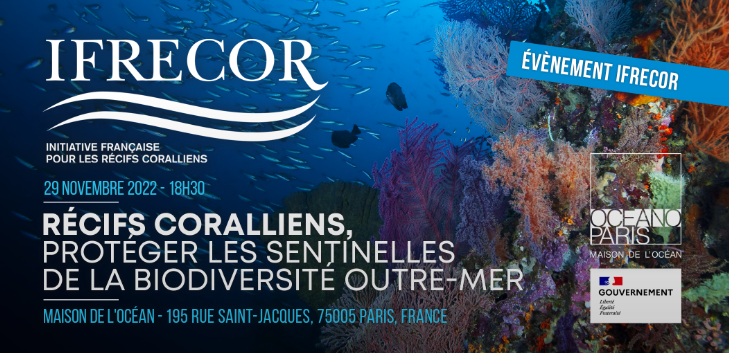 IFRECOR
INITIATIVE FRANÇAISE
POUR LES RÉCIFS CORALLIENS
ÉVÈNEMENT IFRECOR
29 NOVEMBRE 2022 - 18H30
RÉCIFS CORALLIENS,
PROTÉGER LES SENTINELLES
DE LA BIODIVERSITÉ OUTRE-MER
MAISON DE L'OCÉAN - 195 RUE SAINT-JACQUES, 75005 PARIS, FRANCE
OCEANO
PARIS
MAISON DE L'OCÉAN
GOUVERNEMENT
Liberté
Égalité
Fraternité